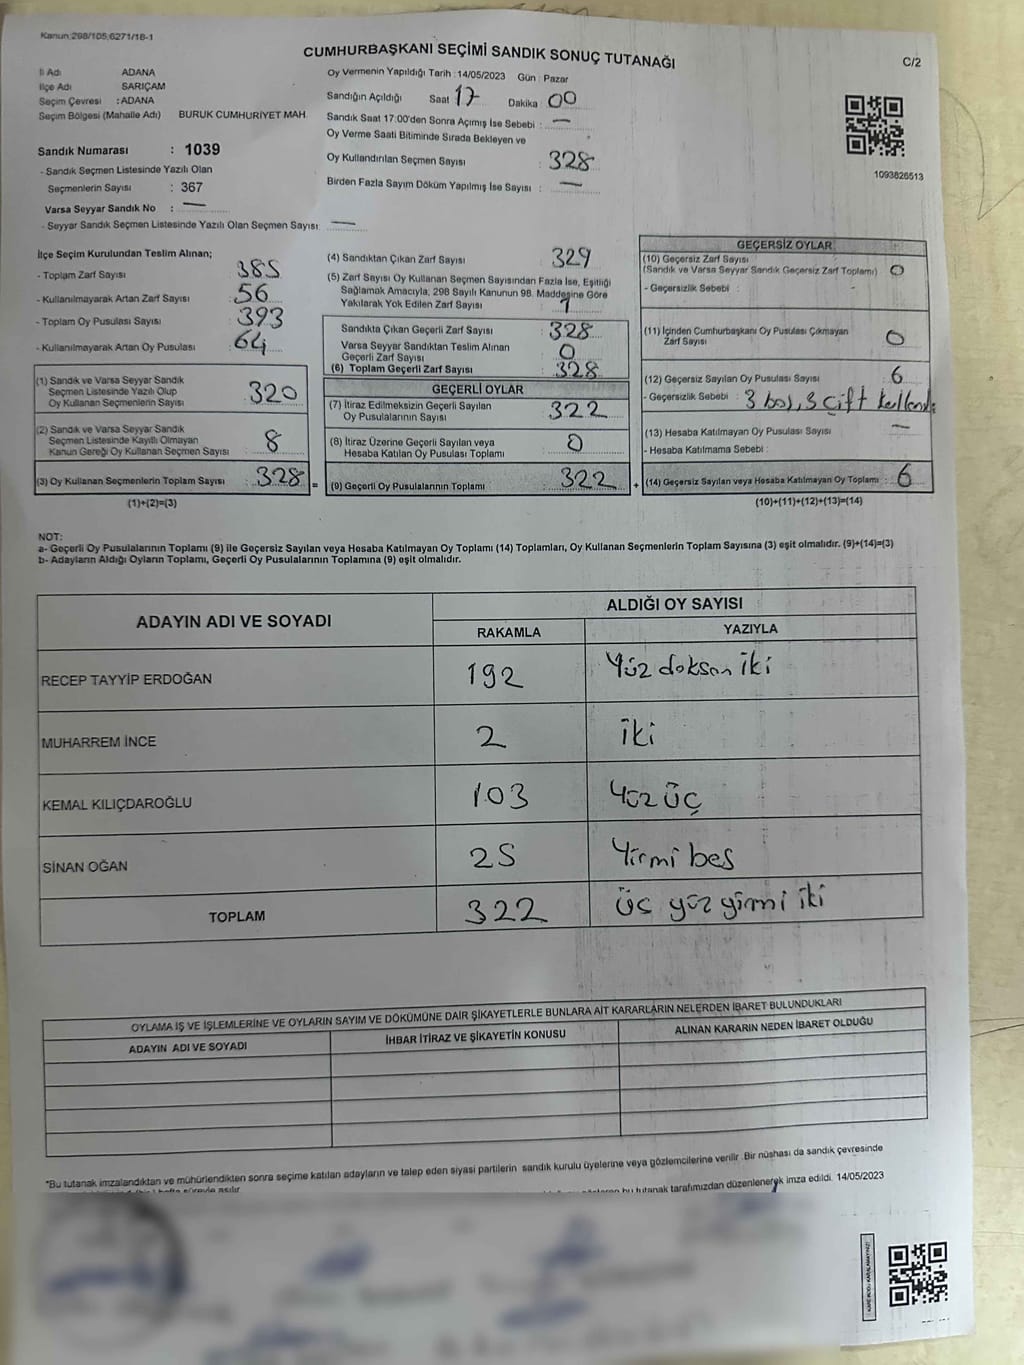 Kanun:298/105;6271/18-1
CUMHURBAŞKANI SEÇİMİ SANDIK SONUÇ TUTANAĞI
C/2
İl Adı ADANA
İlçe Adı SARIÇAM
Seçim Çevresi : ADANA
Seçim Bölgesi (Mahalle Adı) BURUK CUMHURİYET MAH.
Sandık Numarası : 1039
- Sandık Seçmen Listesinde Yazılı Olan
Seçmenlerin Sayısı : 367
Varsa Seyyar Sandık No : —
- Seyyar Sandık Seçmen Listesinde Yazılı Olan Seçmen Sayısı: —
Oy Vermenin Yapıldığı Tarih : 14/05/2023 Gün : Pazar
Sandığın Açıldığı Saat 17 Dakika : 00
Sandık Saat 17:00'den Sonra Açımış İse Sebebi : —
Oy Verme Saati Bitiminde Sırada Bekleyen ve
Oy Kullandırılan Seçmen Sayısı : 328
Birden Fazla Sayım Döküm Yapılmış İse Sayısı : —
1093826513
İlçe Seçim Kurulundan Teslim Alınan;
- Toplam Zarf Sayısı : 385
- Kullanılmayarak Artan Zarf Sayısı : 56
- Toplam Oy Pusulası Sayısı : 393
- Kullanılmayarak Artan Oy Pusulası : 64
(1) Sandık ve Varsa Seyyar Sandık
Seçmen Listesinde Yazılı Olup
Oy Kullanan Seçmenlerin Sayısı : 320
(2) Sandık ve Varsa Seyyar Sandık
Seçmen Listesinde Kayıtlı Olmayan
Kanun Gereği Oy Kullanan Seçmen Sayısı : 8
(3) Oy Kullanan Seçmenlerin Toplam Sayısı : 328 =
(1)+(2)=(3)
(4) Sandıktan Çıkan Zarf Sayısı : 329
(5) Zarf Sayısı Oy Kullanan Seçmen Sayısından Fazla İse, Eşitliği
Sağlamak Amacıyla, 298 Sayılı Kanunun 98. Maddesine Göre
Yakılarak Yok Edilen Zarf Sayısı : 1
Sandıkta Çıkan Geçerli Zarf Sayısı : 328
Varsa Seyyar Sandıktan Teslim Alınan
Geçerli Zarf Sayısı : 0
(6) Toplam Geçerli Zarf Sayısı : 328
GEÇERLİ OYLAR
(7) İtiraz Edilmeksizin Geçerli Sayılan
Oy Pusulalarının Sayısı : 322
(8) İtiraz Üzerine Geçerli Sayılan veya
Hesaba Katılan Oy Pusulası Toplamı : 0
(9) Geçerli Oy Pusulalarının Toplamı : 322 +
GEÇERSİZ OYLAR
(10) Geçersiz Zarf Sayısı
(Sandık ve Varsa Seyyar Sandık Geçersiz Zarf Toplamı) : 0
- Geçersizlik Sebebi :
(11) İçinden Cumhurbaşkanı Oy Pusulası Çıkmayan
Zarf Sayısı : 0
(12) Geçersiz Sayılan Oy Pusulası Sayısı : 6
- Geçersizlik Sebebi : 3 boş, 3 çift
(13) Hesaba Katılmayan Oy Pusulası Sayısı : —
- Hesaba Katılmama Sebebi :
(14) Geçersiz Sayılan veya Hesaba Katılmayan Oy Toplamı : 6
(10)+(11)+(12)+(13)=(14)
NOT:
a- Geçerli Oy Pusulalarının Toplamı (9) ile Geçersiz Sayılan veya Hesaba Katılmayan Oy Toplamı (14) Toplamları, Oy Kullanan Seçmenlerin Toplam Sayısına (3) eşit olmalıdır. (9)+(14)=(3)
b- Adayların Aldığı Oyların Toplamı, Geçerli Oy Pusulalarının Toplamına (9) eşit olmalıdır.
ADAYIN ADI VE SOYADI ALDIĞI OY SAYISI
RAKAMLA YAZIYLA
RECEP TAYYİP ERDOĞAN 192 Yüz doksan iki
MUHARREM İNCE 2 iki
KEMAL KILIÇDAROĞLU 103 Yüz üç
SİNAN OĞAN 25 Yirmi beş
TOPLAM 322 Üç yüz yirmi iki
OYLAMA İŞ VE İŞLEMLERİNE VE OYLARIN SAYIM VE DÖKÜMÜNE DAİR ŞİKAYETLERLE BUNLARA AİT KARARLARIN NELERDEN İBARET BULUNDUKLARI
ADAYIN ADI VE SOYADI İHBAR İTİRAZ VE ŞİKAYETİN KONUSU ALINAN KARARIN NEDEN İBARET OLDUĞU
*Bu tutanak imzalandıktan ve mühürlendikten sonra seçime katılan adayların ve talep eden siyasi partilerin sandık kurulu üyelerine veya gözlemcilerine verilir. Bir nüshası da sandık çevresinde
bu tutanak tarafımızdan düzenlenerek imza edildi. 14/05/2023